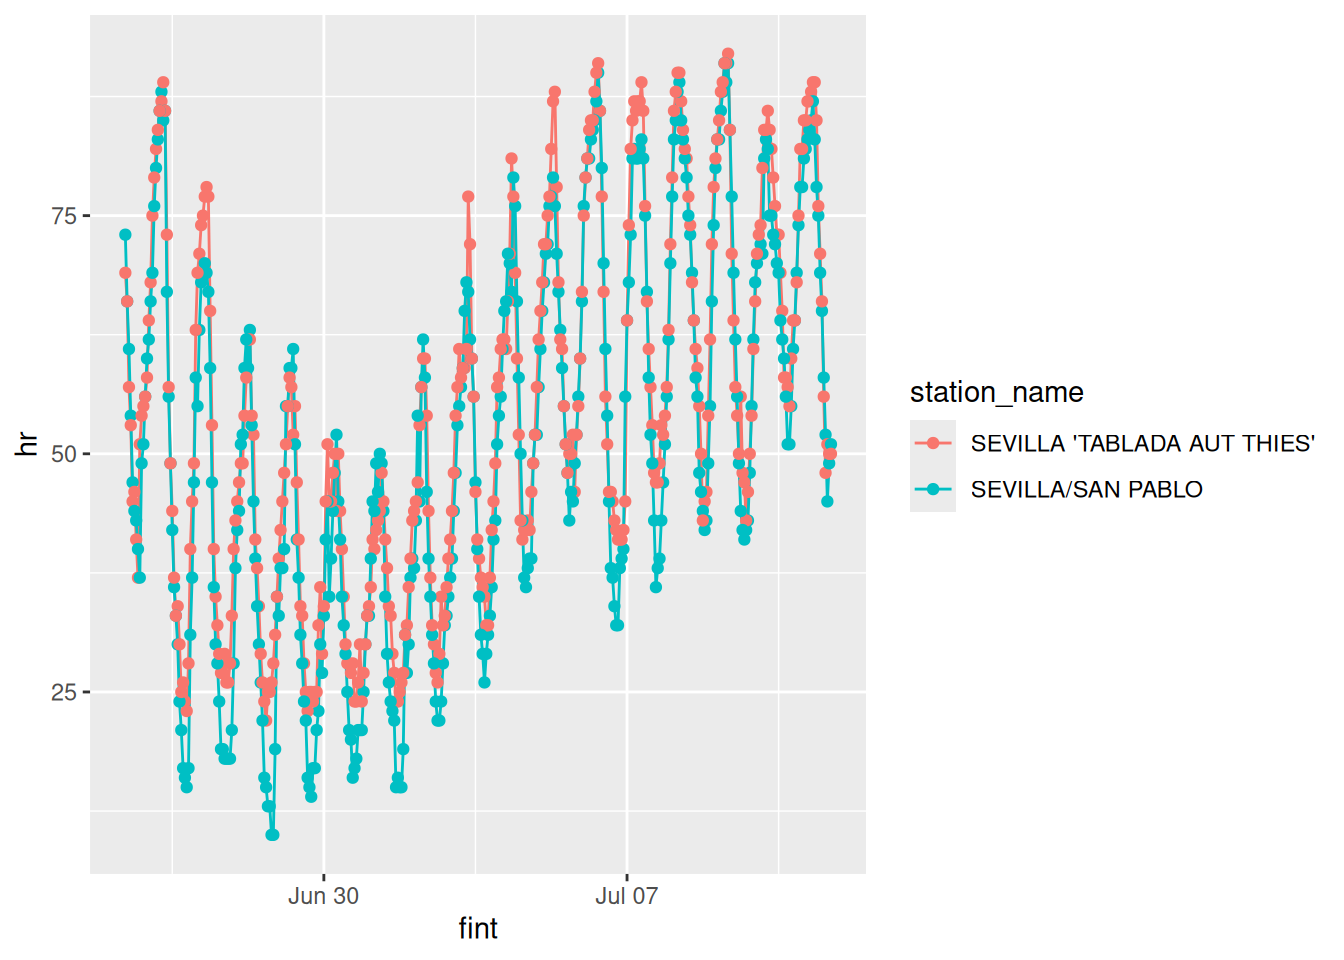 75
50
25
hr
Jun 30
Jul 07
fint
station_name
SEVILLA 'TABLADA AUT THIES'
SEVILLA/SAN PABLO